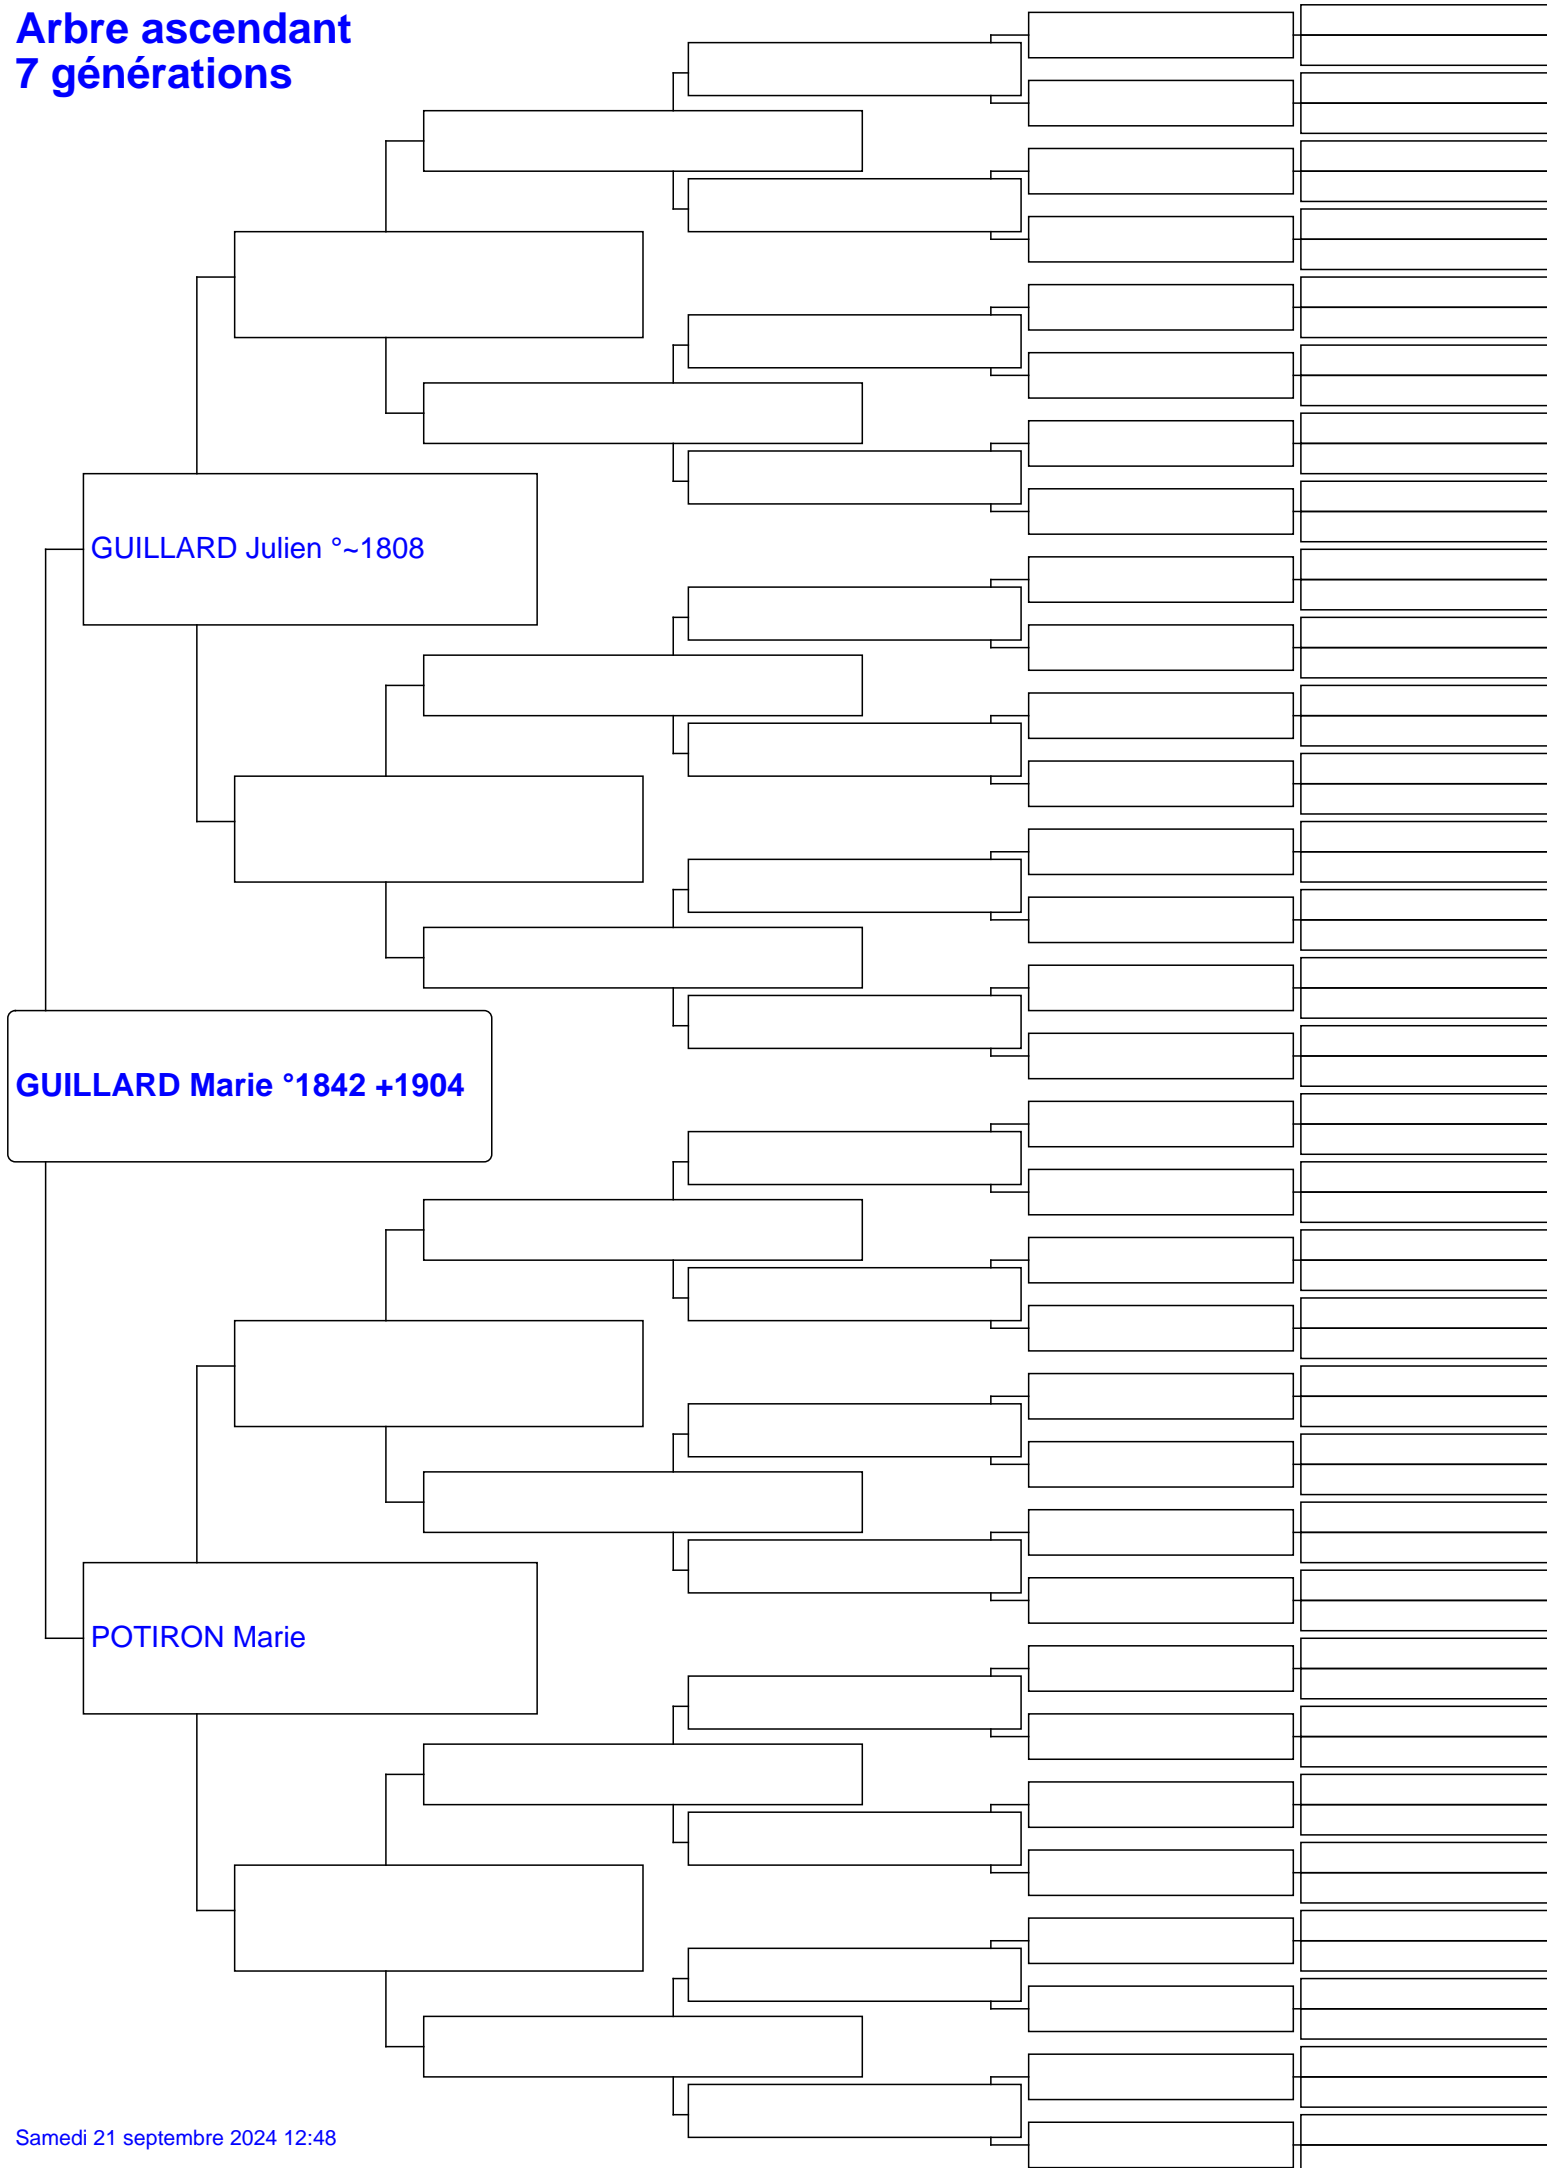 Arbre ascendant
7 générations
GUILLARD Julien °~1808
GUILLARD Marie °1842 +1904
POTIRON Marie
Samedi 21 septembre 2024 12:48